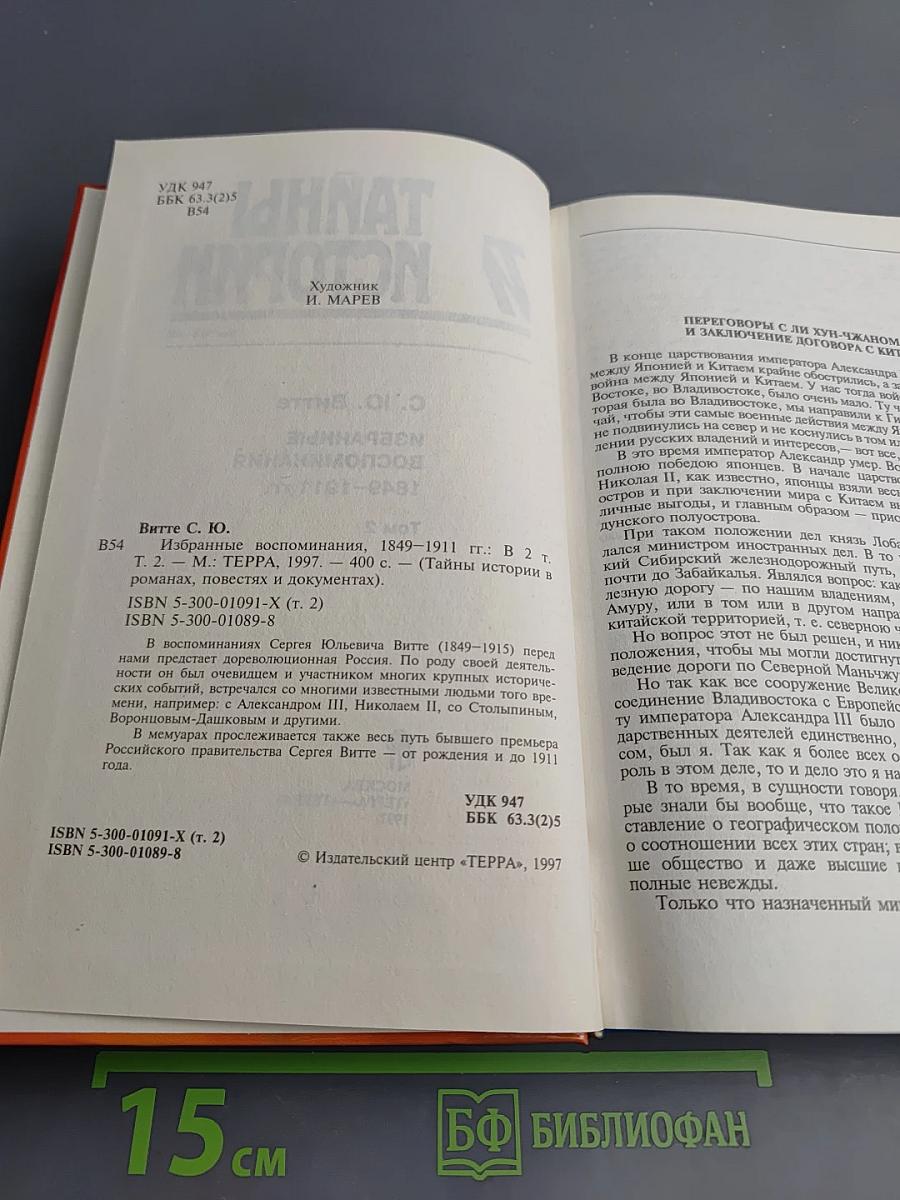 УДК 947
ББК 63.3(2)5
В54
Художник
И. МАРЕВ
Витте С. Ю.
В54 Избранные воспоминания, 1849—1911 гг.: В 2 т.
Т. 2. — М.: ТЕРРА, 1997. — 400 с. — (Тайны истории в
романах, повестях и документах).
ISBN 5-300-01091-X (т. 2)
ISBN 5-300-01089-8
В воспоминаниях Сергея Юльевича Витте (1849—1915) перед
нами предстает дореволюционная Россия. По роду своей деятель-
ности он был очевидцем и участником многих крупных историче-
ских событий, встречался со многими известными людьми того вре-
мени, например: с Александром III, Николаем II, со Столыпиным,
Воронцовым-Дашковым и другими.
В мемуарах прослеживается также весь путь бывшего премьера
Российского правительства Сергея Витте — от рождения и до 1911
года.
УДК 947
ББК 63.3(2)5
ISBN 5-300-01091-X (т. 2)
ISBN 5-300-01089-8
© Издательский центр «ТЕРРА», 1997
ПЕРЕГОВОРЫ С ЛИ ХУН-ЧЖАНОМ
И ЗАКЛЮЧЕНИЕ ДОГОВОРА С КИТ
В конце царствования императора Александра
между Японией и Китаем крайне обострились, а за
война между Японией и Китаем. У нас тогда вой
Востоке, во Владивостоке, было очень мало. Ту ч
торая была во Владивостоке, мы направили к Ги
чай, чтобы эти самые военные действия между Я
не подвинулись на север и не коснулись в том ил
лении русских владений и интересов,— вот все,
В это время император Александр умер. Во
полною победою японцев. В начале царство
Николая II, как известно, японцы взяли весь
остров и при заключении мира с Китаем вы
личные выгоды, и главным образом — прис
дунского полуострова.
При таком положении дел князь Лоба
лался министром иностранных дел. В то
кий Сибирский железнодорожный путь,
почти до Забайкалья. Являлся вопрос: как
лезную дорогу — по нашим владениям,
Амуру, или в том или в другом напра
китайской территорией, т. е. северною ч
Но вопрос этот не был решен, и ник
положения, чтобы мы могли достигнут
ведение дороги по Северной Маньчжу
Но так как все сооружение Велико
соединение Владивостока с Европейс
ту императора Александра III было
дарственных деятелей единственно,
сом, был я. Так как я более всех о
роль в этом деле, то и дело это я на
В то время, в сущности говоря,
рые знали бы вообще, что такое
ставление о географическом поло
о соотношении всех этих стран; в
ше общество и даже высшие
полные невежды.
Только что назначенный ми
15 см
БФ БИБЛИОФАН